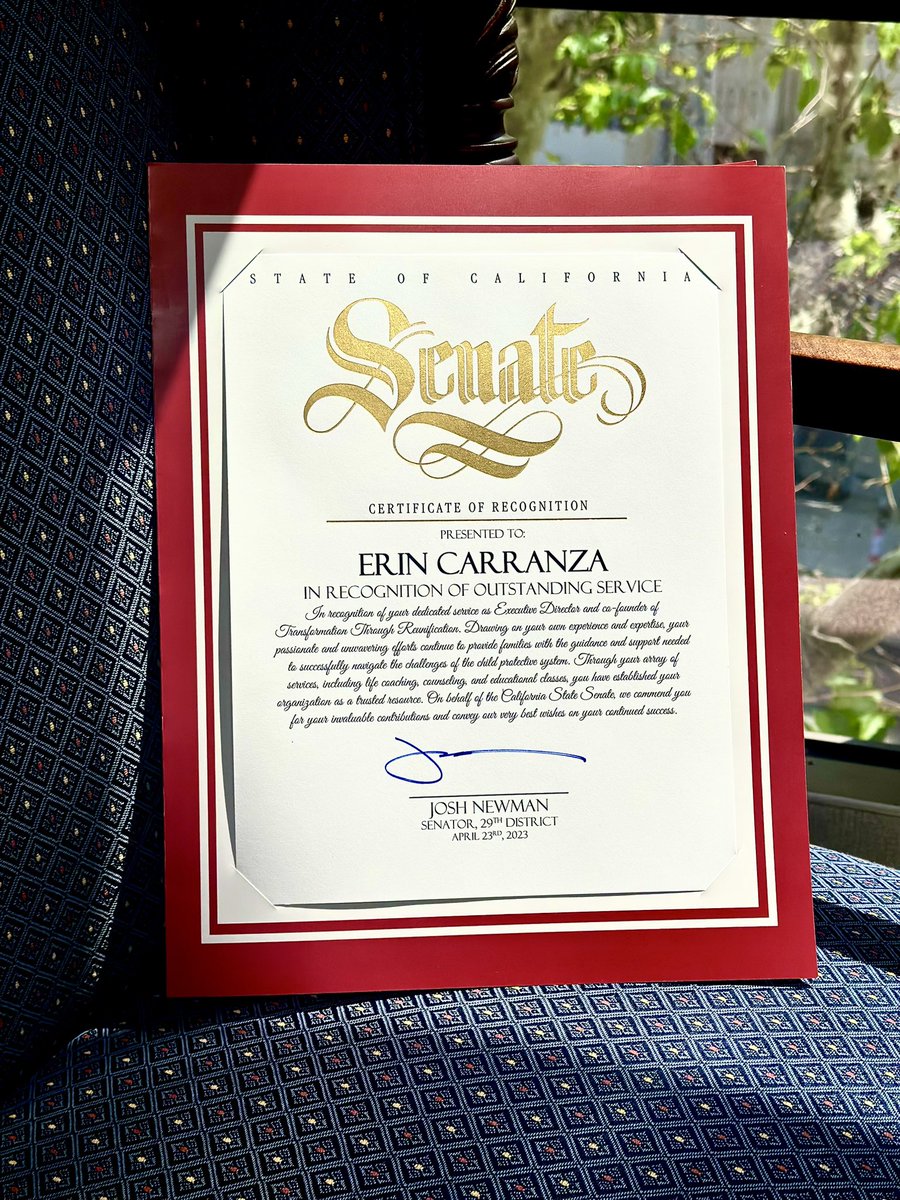 STATE OF CALIFORNIA
Senate
CERTIFICATE OF RECOGNITION
PRESENTED TO:
ERIN CARRANZA
IN RECOGNITION OF OUTSTANDING SERVICE
In recognition of your dedicated service as Executive Director and co-founder of
Transformation Through Reunification. Drawing on your own experience and expertise, your
passionate and unwavering efforts continue to provide families with the guidance and support needed
to successfully navigate the challenges of the child protective system. Through your array of
services, including life coaching, counseling, and educational classes, you have established your
organization as a trusted resource. On behalf of the California State Senate, we commend you
for your invaluable contributions and convey our very best wishes on your continued success.
JOSH NEWMAN
SENATOR, 29TH DISTRICT
APRIL 23RD, 2023